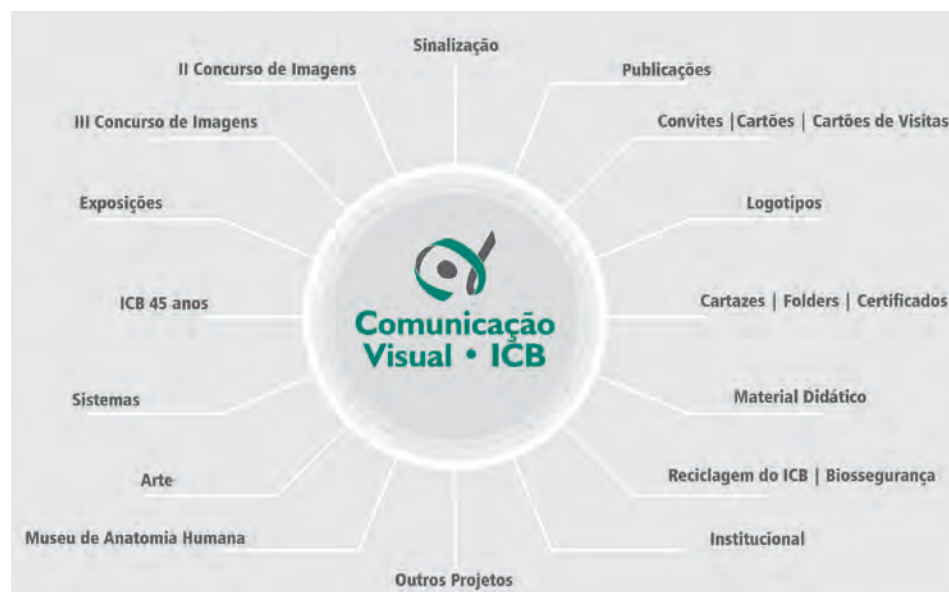 Sinalização
II Concurso de Imagens
Publicações
III Concurso de Imagens
Convites |Cartões | Cartões de Visitas
Exposições
Logotipos
ICB 45 anos
Cartazes | Folders | Certificados
Comunicação
Visual • ICB
Sistemas
Material Didático
Arte
Reciclagem do ICB | Biossegurança
Museu de Anatomia Humana
Institucional
Outros Projetos